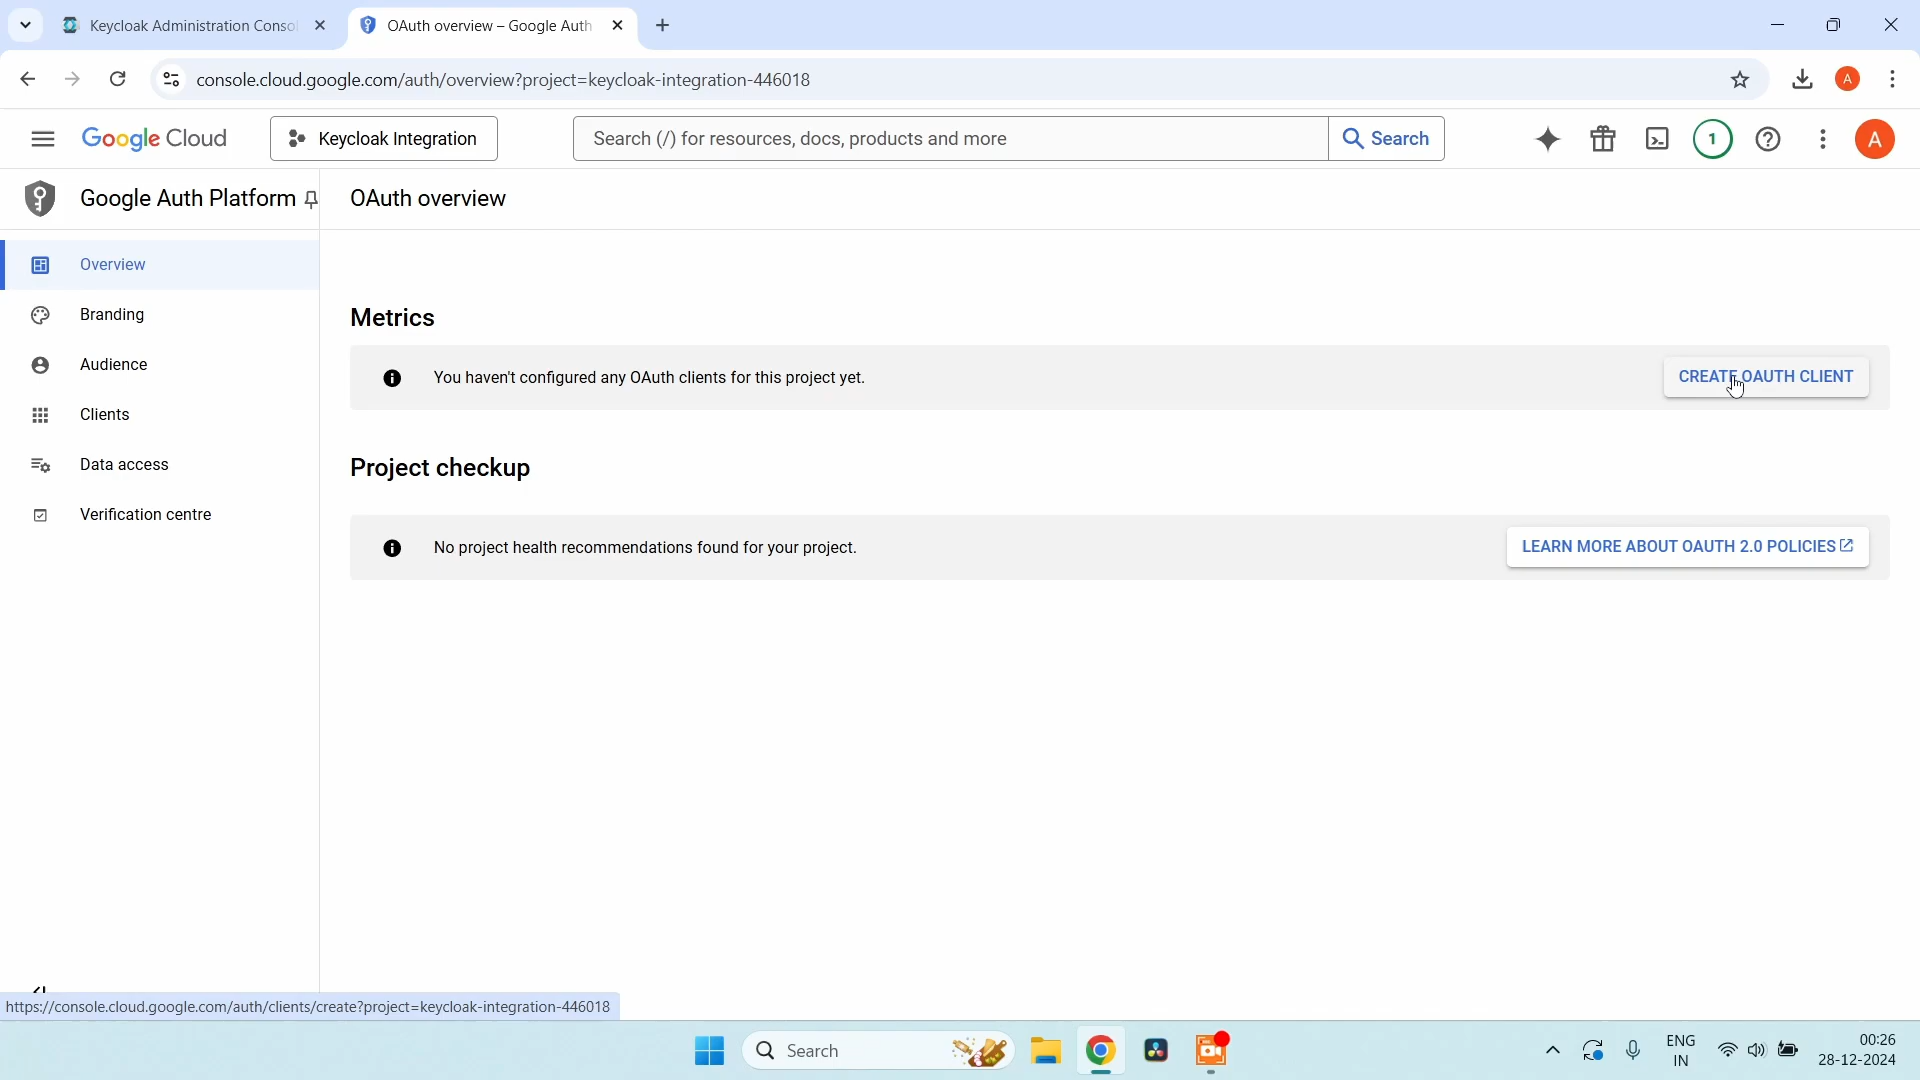 Keycloak Administration Consol
OAuth overview – Google Auth
console.cloud.google.com/auth/overview?project=keycloak-integration-446018
A
Google Cloud
Keycloak Integration
Search (/) for resources, docs, products and more
Search
1
A
Google Auth Platform
OAuth overview
Overview
Branding
Audience
Clients
Data access
Verification centre
Metrics
You haven't configured any OAuth clients for this project yet.
CREATE OAUTH CLIENT
Project checkup
No project health recommendations found for your project.
LEARN MORE ABOUT OAUTH 2.0 POLICIES
https://console.cloud.google.com/auth/clients/create?project=keycloak-integration-446018
Search
ENG
IN
00:26
28-12-2024